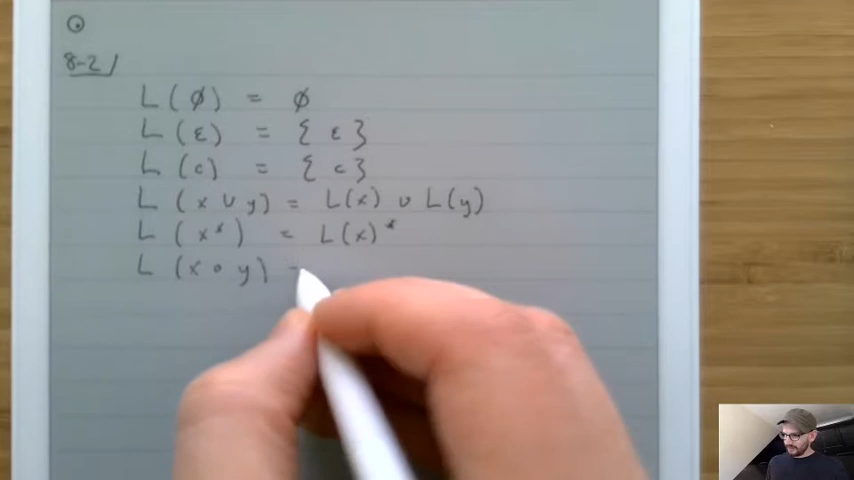 8-2/
L(∅) = ∅
L(ε) = {ε}
L(c) = {c}
L(x ∪ y) = L(x) ∪ L(y)
L(x*) = L(x)*
L(x ∘ y) =